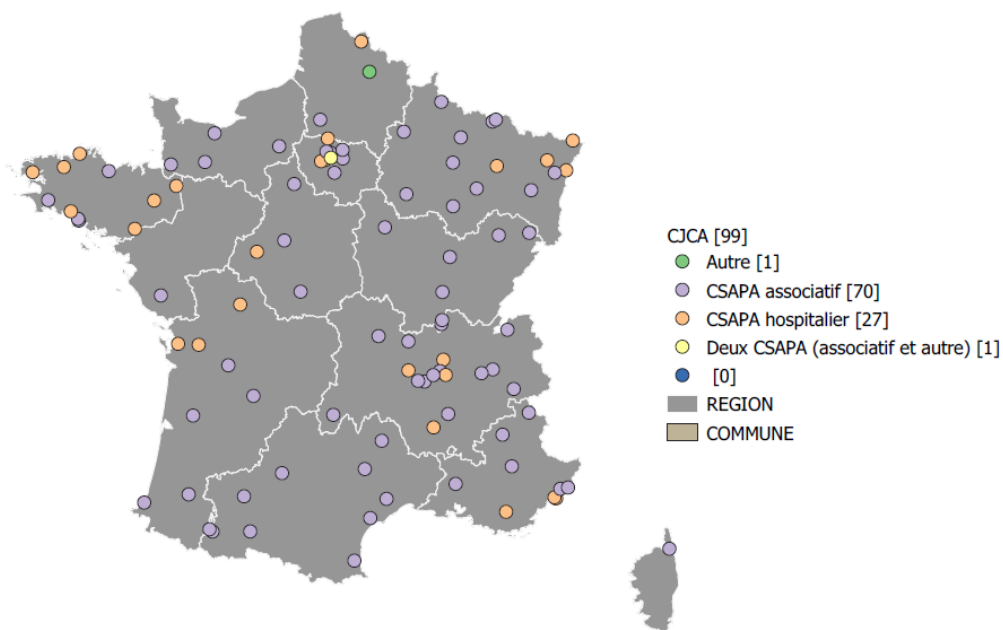 CJCA [99]
Autre [1]
CSAPA associatif [70]
CSAPA hospitalier [27]
Deux CSAPA (associatif et autre) [1]
[0]
REGION
COMMUNE